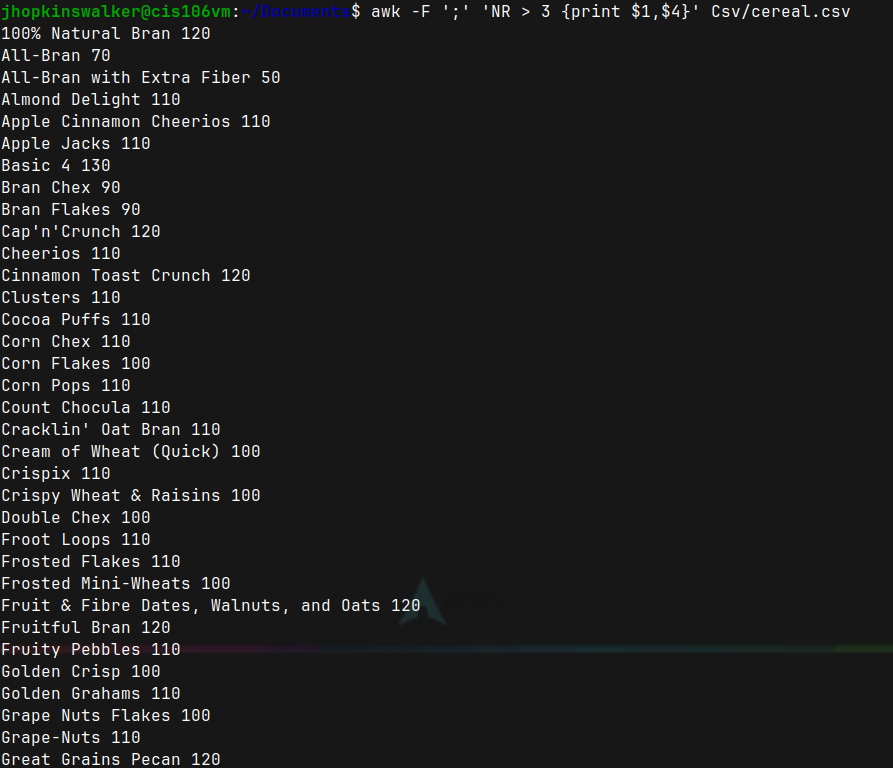 jhopkinswalker@cis106vm:~/Documents$ awk -F ';' 'NR > 3 {print $1,$4}' Csv/cereal.csv
100% Natural Bran 120
All-Bran 70
All-Bran with Extra Fiber 50
Almond Delight 110
Apple Cinnamon Cheerios 110
Apple Jacks 110
Basic 4 130
Bran Chex 90
Bran Flakes 90
Cap'n'Crunch 120
Cheerios 110
Cinnamon Toast Crunch 120
Clusters 110
Cocoa Puffs 110
Corn Chex 110
Corn Flakes 100
Corn Pops 110
Count Chocula 110
Cracklin' Oat Bran 110
Cream of Wheat (Quick) 100
Crispix 110
Crispy Wheat & Raisins 100
Double Chex 100
Froot Loops 110
Frosted Flakes 110
Frosted Mini-Wheats 100
Fruit & Fibre Dates, Walnuts, and Oats 120
Fruitful Bran 120
Fruity Pebbles 110
Golden Crisp 100
Golden Grahams 110
Grape Nuts Flakes 100
Grape-Nuts 110
Great Grains Pecan 120